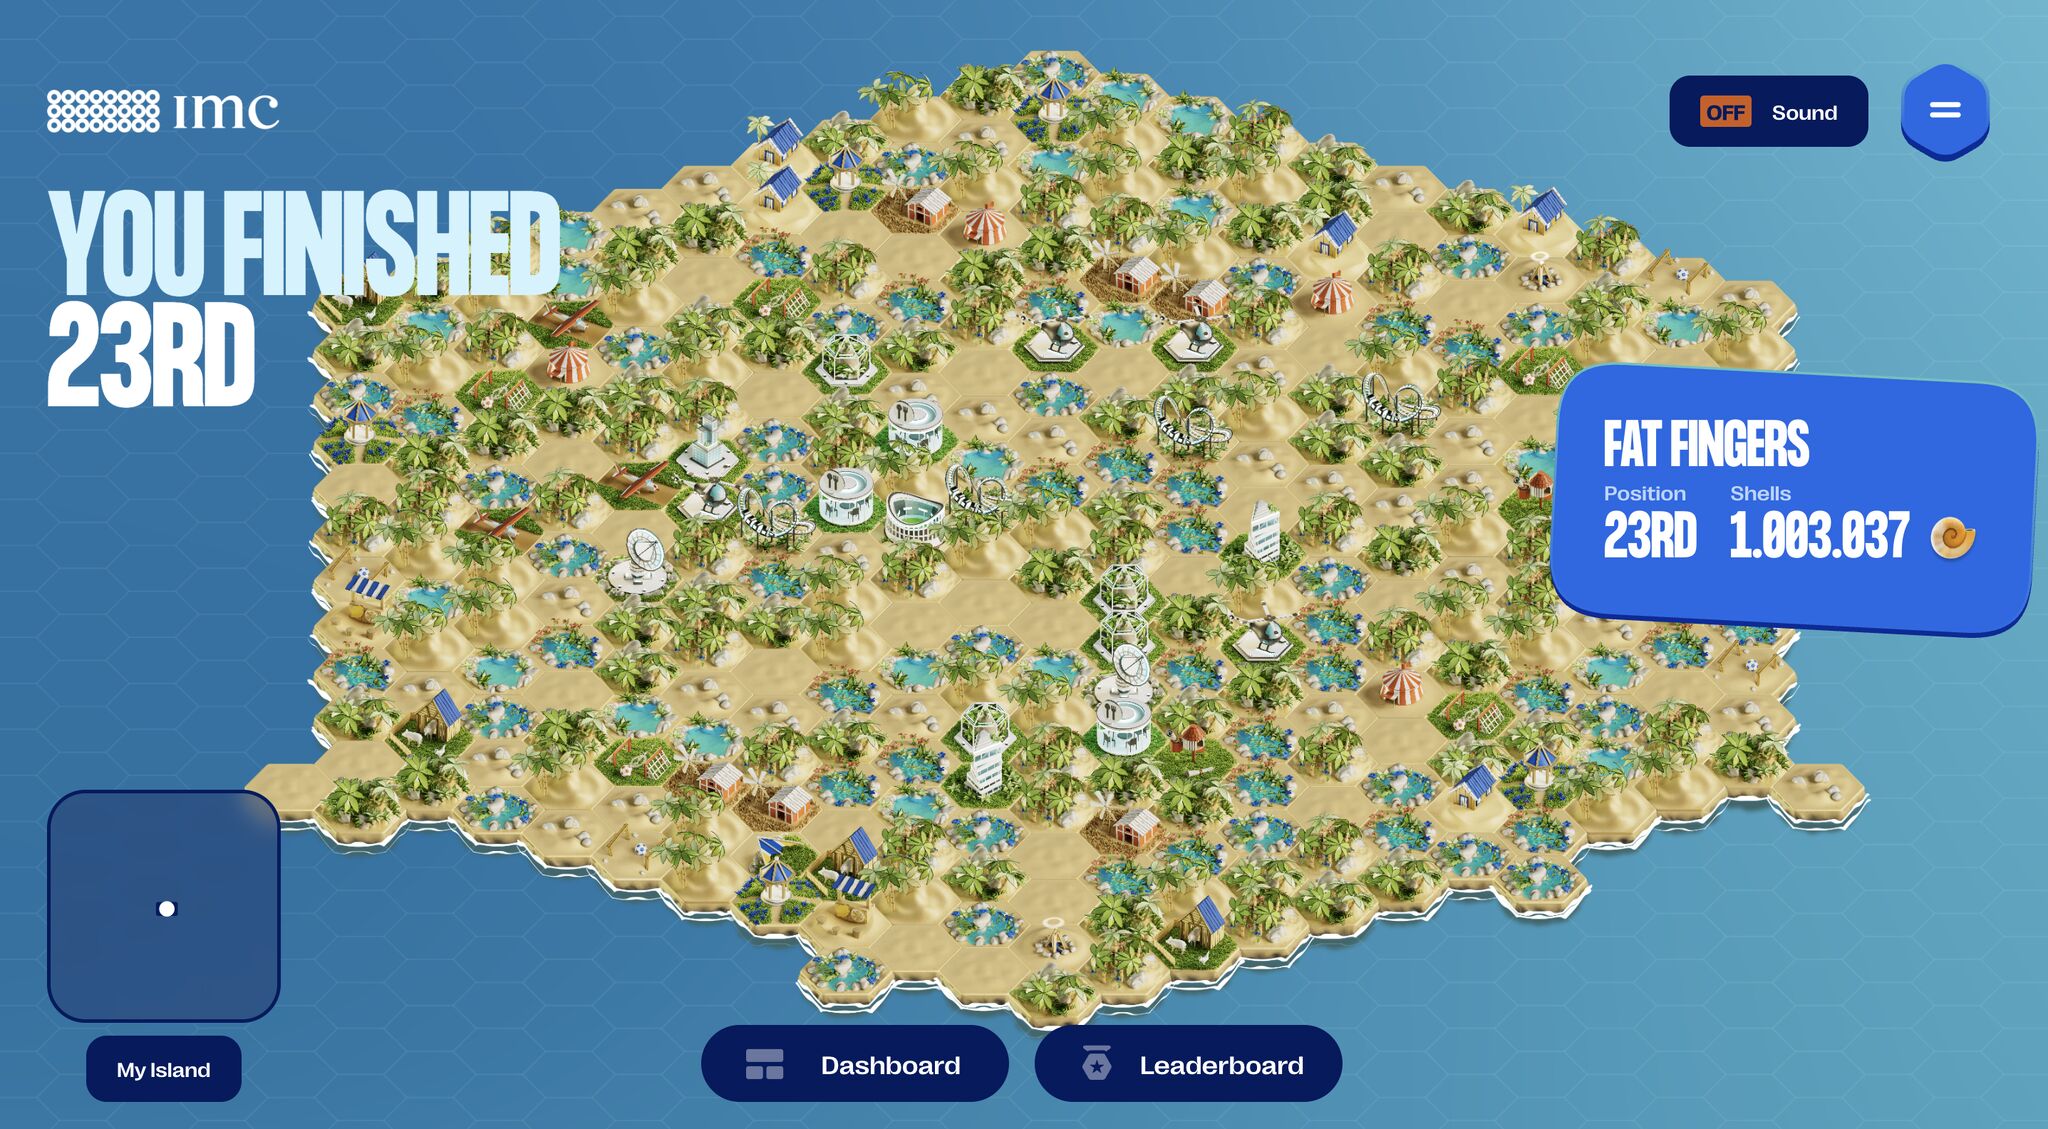 imc
OFF Sound
YOU FINISHED
23RD
FAT FINGERS
Position Shells
23RD 1.003.037
My Island
Dashboard
Leaderboard